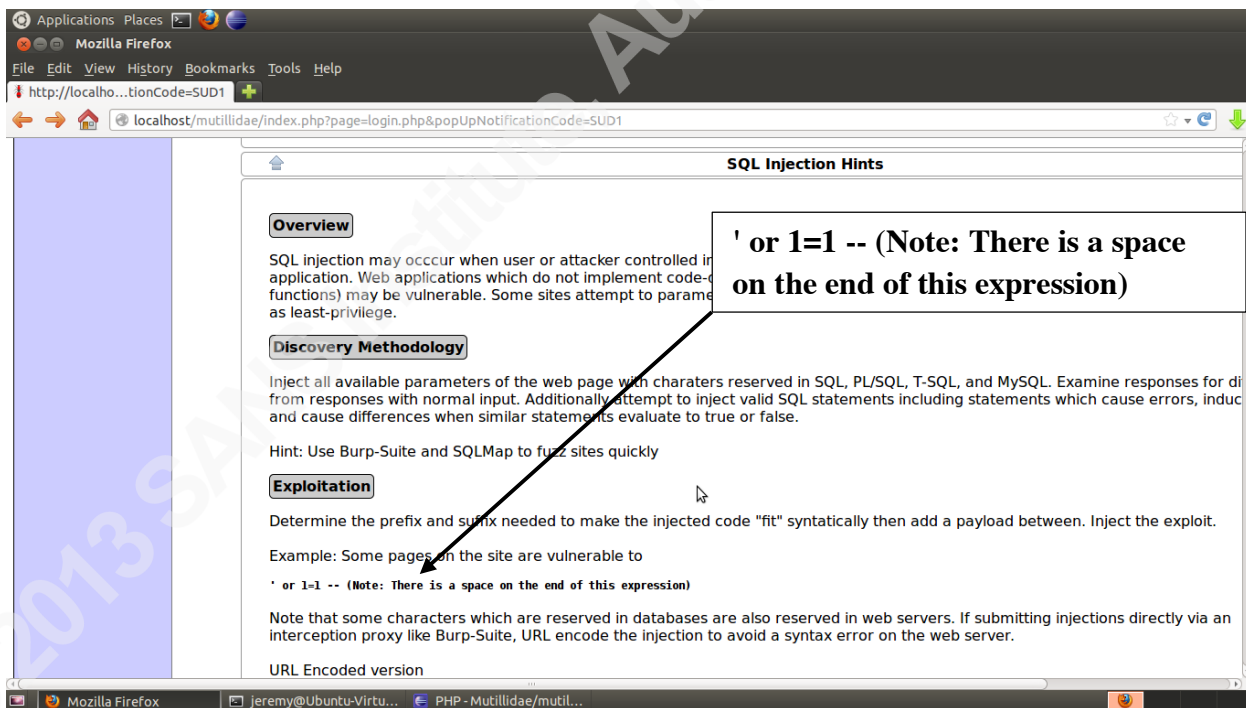 Applications Places
Mozilla Firefox
File Edit View History Bookmarks Tools Help
http://localho...tionCode=SUD1
localhost/mutillidae/index.php?page=login.php&popUpNotificationCode=SUD1
SQL Injection Hints
Overview
SQL injection may occcur when user or attacker controlled
application. Web applications which do not implement
functions) may be vulnerable. Some sites attempt to
as least-privilege.
' or 1=1 -- (Note: There is a space
on the end of this expression)
Discovery Methodology
Inject all available parameters of the web page with charaters reserved in SQL, PL/SQL, T-SQL, and MySQL. Examine responses for
from responses with normal input. Additionally attempt to inject valid SQL statements including statements which cause errors,
and cause differences when similar statements evaluate to true or false.
Hint: Use Burp-Suite and SQLMap to fuzz sites quickly
Exploitation
Determine the prefix and suffix needed to make the injected code "fit" syntatically then add a payload between. Inject the exploit.
Example: Some pages on the site are vulnerable to
' or 1=1 -- (Note: There is a space on the end of this expression)
Note that some characters which are reserved in databases are also reserved in web servers. If submitting injections directly via an
interception proxy like Burp-Suite, URL encode the injection to avoid a syntax error on the web server.
URL Encoded version
Mozilla Firefox
jeremy@Ubuntu-Virtu...
PHP - Mutillidae/mutil...
2013 SANS Institute, Au